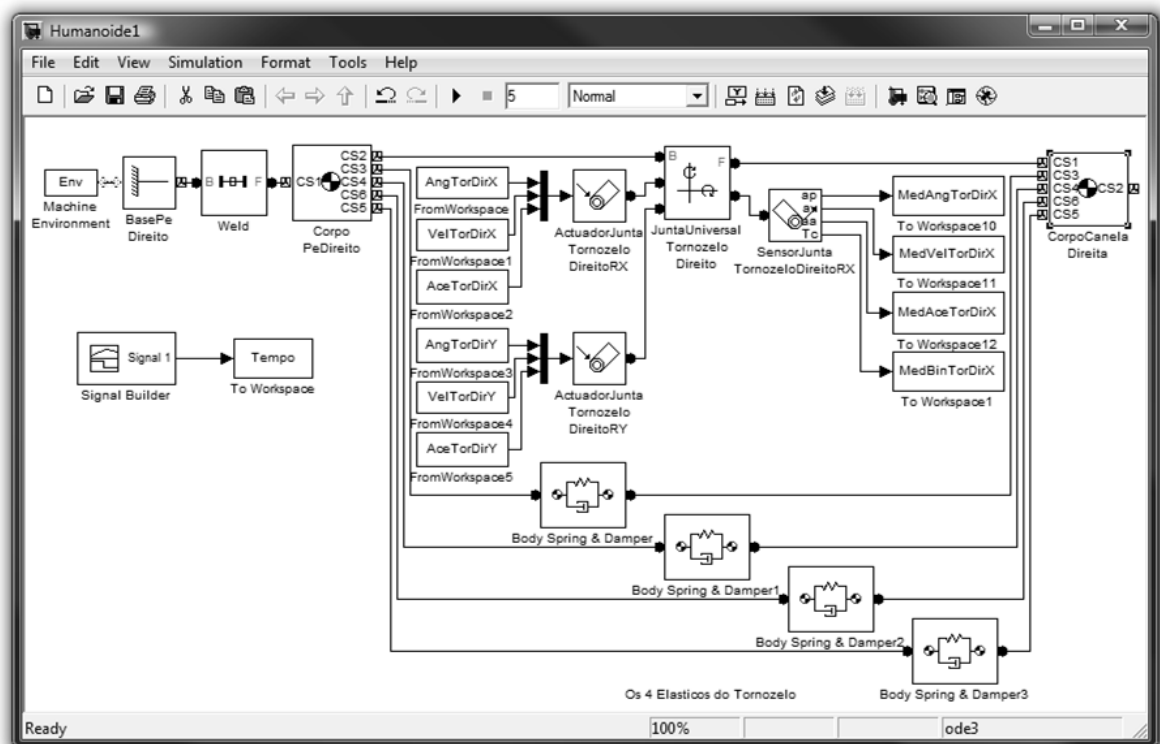 Humanoide1
File Edit View Simulation Format Tools Help
5 Normal
Env
Machine
Environment
BasePe
Direito
B F
Weld
CS1
CS2
CS3
CS4
CS6
CS5
Corpo
PeDireito
AngTorDirX
FromWorkspace
VelTorDirX
FromWorkspace1
AceTorDirX
FromWorkspace2
AngTorDirY
FromWorkspace3
VelTorDirY
FromWorkspace4
AceTorDirY
FromWorkspace5
ActuadorJunta
Tornozelo
DireitoRX
ActuadorJunta
Tornozelo
DireitoRY
B F
JuntaUniversal
Tornozelo
Direito
ap
Tc
SensorJunta
TornozeloDireitoRX
MedAngTorDirX
To Workspace10
MedVelTorDirX
To Workspace11
MedAceTorDirX
To Workspace12
MedBinTorDirX
To Workspace1
CS1
CS3
CS4 CS2
CS6
CS5
CorpoCanela
Direita
Signal 1
Signal Builder
Tempo
To Workspace
Body Spring & Damper
Body Spring & Damper1
Body Spring & Damper2
Body Spring & Damper3
Os 4 Elasticos do Tornozelo
Ready 100% ode3